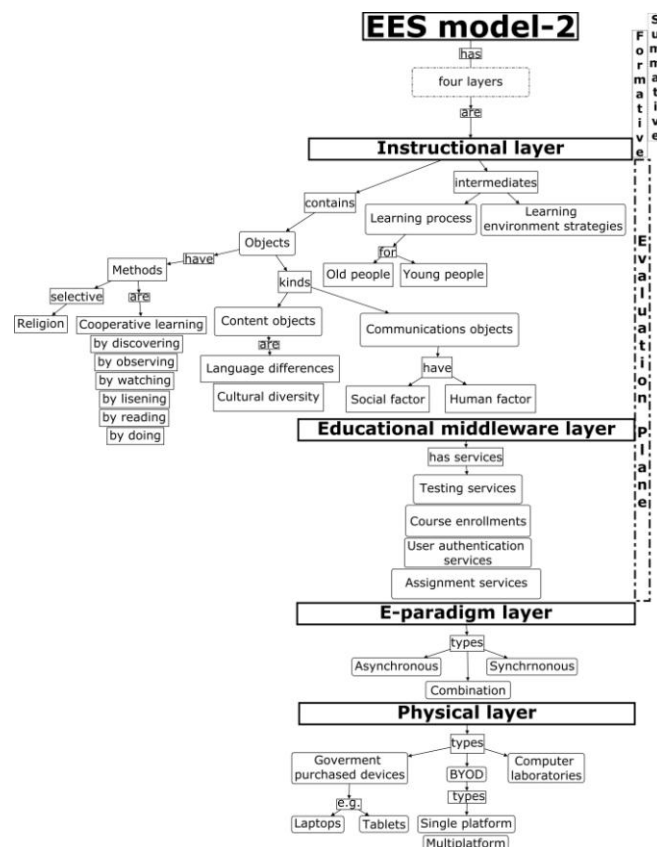 EES model-2
has
four layers
are
Instructional layer
contains
intermediates
Learning process
Learning
environment strategies
Objects
for
have
Old people
Young people
Methods
kinds
selective
are
Religion
Cooperative learning
by discovering
by observing
by watching
by lisening
by reading
by doing
Content objects
Communications objects
are
Language differences
Cultural diversity
have
Social factor
Human factor
Educational middleware layer
has services
Testing services
Course enrollments
User authentication
services
Assignment services
E-paradigm layer
types
Asynchronous
Synchrnonous
Combination
Physical layer
types
Goverment
purchased devices
BYOD
Computer
laboratories
e.g.
types
Laptops
Tablets
Single platform
Multiplatform
Formative
Summative
Evaluation Plane